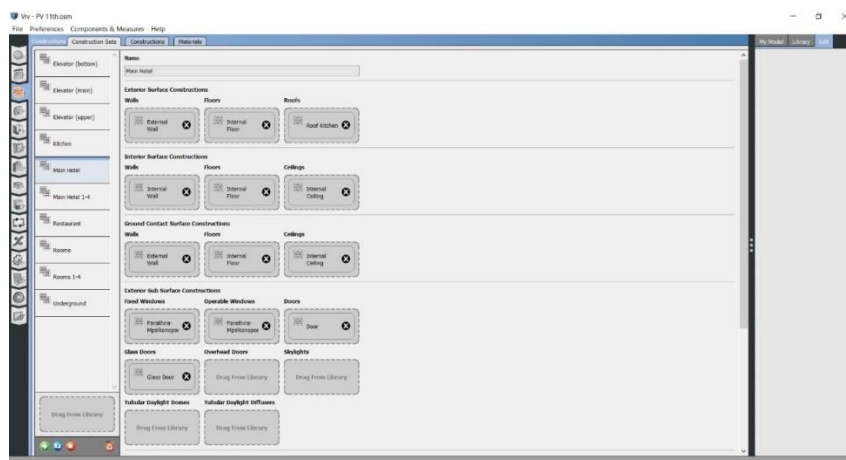 Vrv - PV 11th.osm
File Preferences Components & Measures Help
Constructions Construction Sets Constructions Materials
My Model Library Edit
Elevator (bottom)
Elevator (main)
Elevator (upper)
Kitchen
Main Hotel
Main Hotel 1-4
Restaurant
Rooms
Rooms 1-4
Underground
Drag From Library
Name
Main Hotel
Exterior Surface Constructions
Walls Floors Roofs
External Wall
Internal Floor
Roof Kitchen
Interior Surface Constructions
Walls Floors Ceilings
Internal Wall
Internal Floor
Internal Ceiling
Ground Contact Surface Constructions
Walls Floors Ceilings
External Wall
Internal Floor
Internal Ceiling
Exterior Sub Surface Constructions
Fixed Windows Operable Windows Doors
Door
Glass Doors Overhead Doors Skylights
Glass Door
Drag From Library
Drag From Library
Tubular Daylight Domes Tubular Daylight Diffusers
Drag From Library
Drag From Library